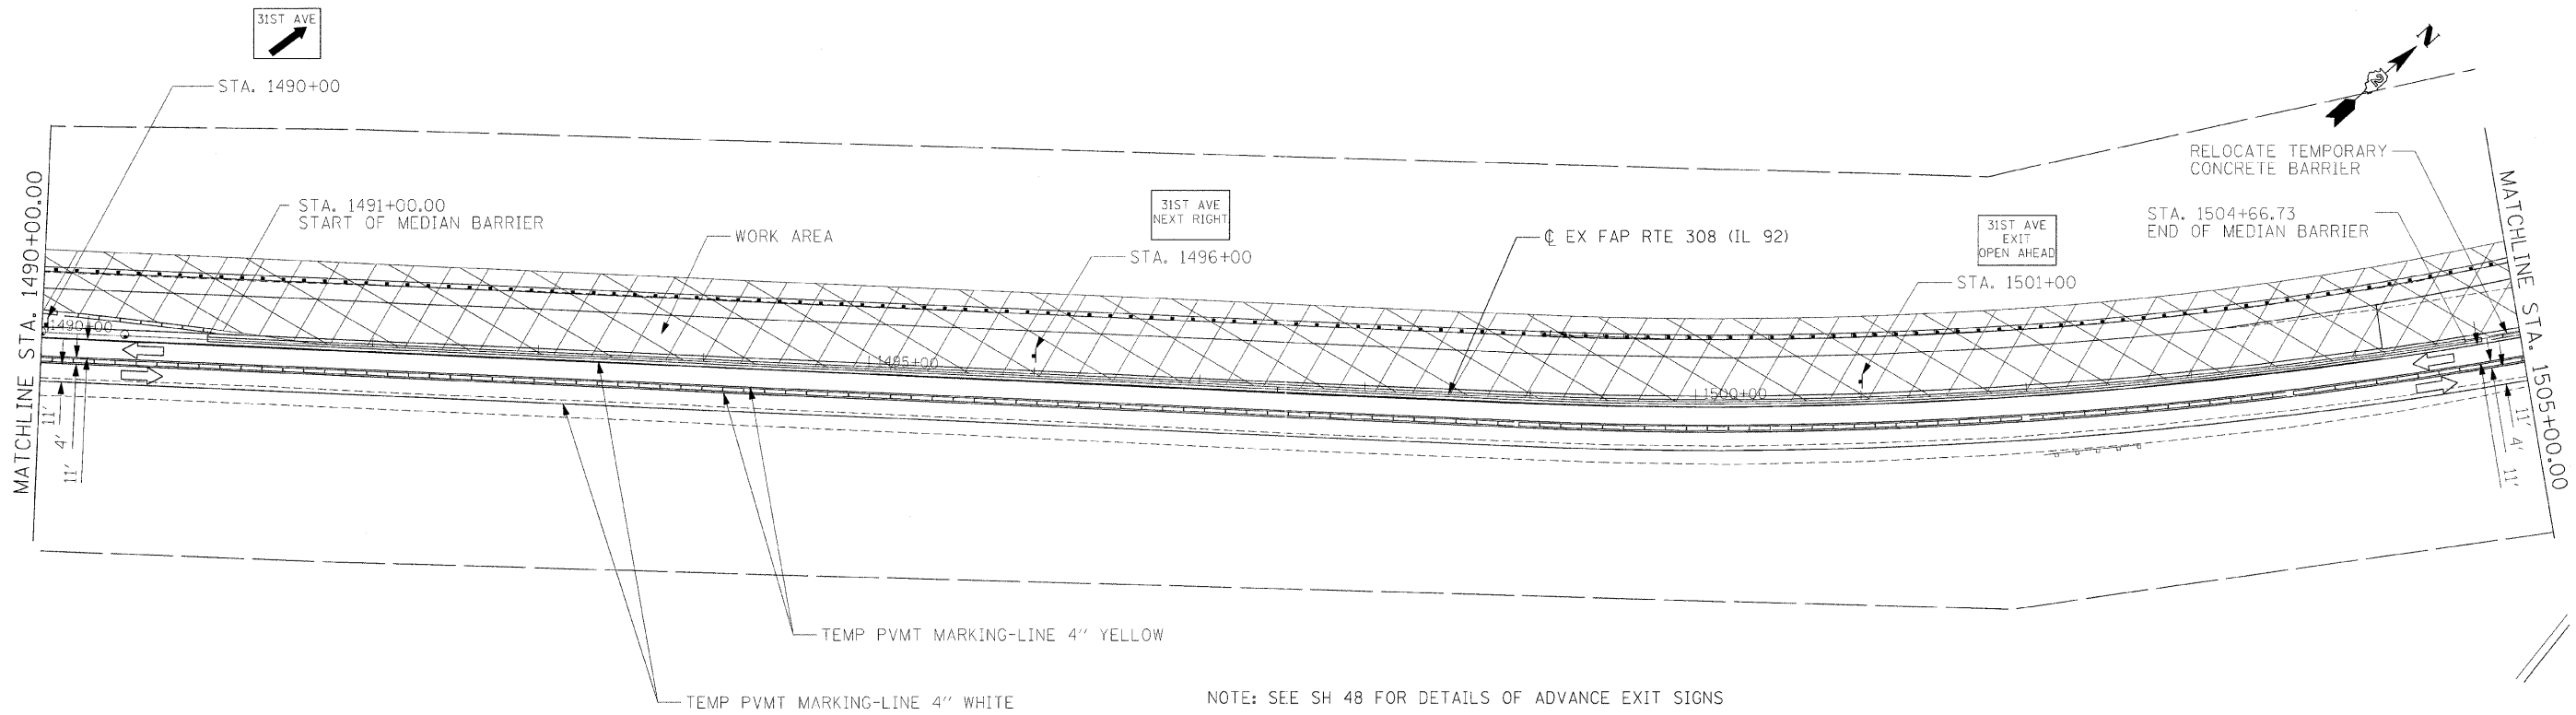 31ST AVE
STA. 1490+00
N
2
RELOCATE TEMPORARY
CONCRETE BARRIER
MATCHLINE STA. 1490+00.00
STA. 1491+00.00
START OF MEDIAN BARRIER
WORK AREA
31ST AVE
NEXT RIGHT
STA. 1496+00
℄ EX FAP RTE 308 (IL 92)
31ST AVE
EXIT
OPEN AHEAD
STA. 1501+00
STA. 1504+66.73
END OF MEDIAN BARRIER
MATCHLINE STA. 1505+00.00
1490+00
1495+00
1500+00
11'
4'
11'
11'
4'
11'
TEMP PVMT MARKING-LINE 4" YELLOW
TEMP PVMT MARKING-LINE 4" WHITE
NOTE: SEE SH 48 FOR DETAILS OF ADVANCE EXIT SIGNS